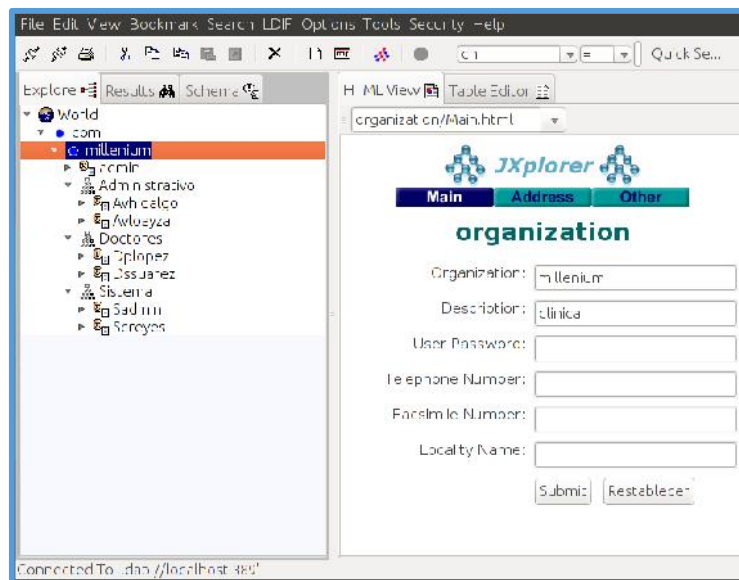 File Edit View Bookmark Search LDIF Options Tools Security Help
cn = Quick Se...
Explore Results Schema
HTML View Table Editor
World
com
millenium
admin
Administrativo
Avhidalgo
Awloayza
Doctores
Dplopez
Dssuarez
Sistema
Sadmin
Screyes
organization/Main.html
JXplorer
Main Address Other
organization
Organization: millenium
Description: clinica
User Password:
Telephone Number:
Facsimile Number:
Locality Name:
Submit Restablecer
Connected To 'ldap://localhost:389'